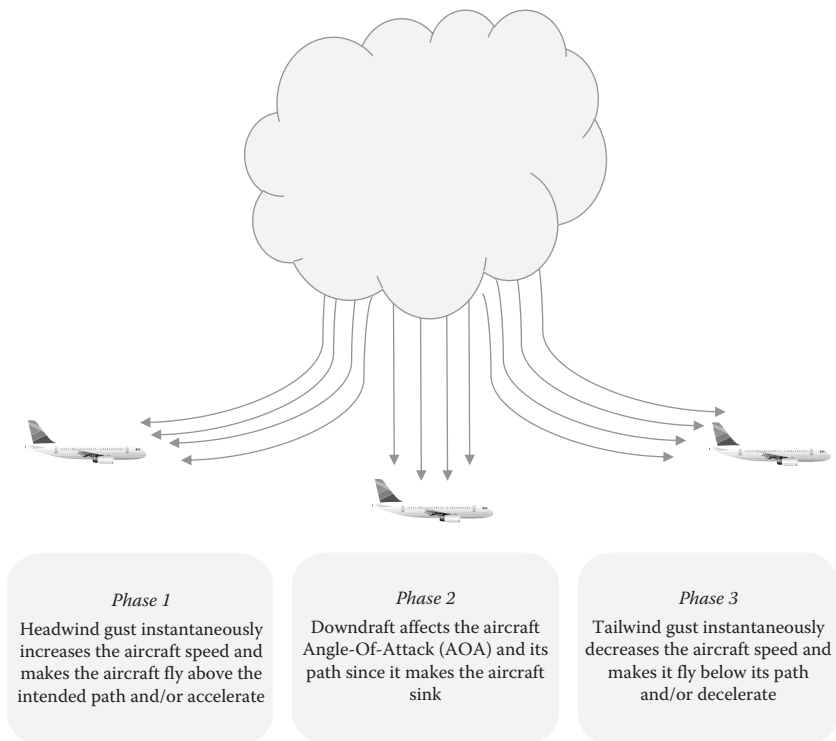 Phase 1
Headwind gust instantaneously
increases the aircraft speed and
makes the aircraft fly above the
intended path and/or accelerate
Phase 2
Downdraft affects the aircraft
Angle-Of-Attack (AOA) and its
path since it makes the aircraft
sink
Phase 3
Tailwind gust instantaneously
decreases the aircraft speed and
makes it fly below its path
and/or decelerate